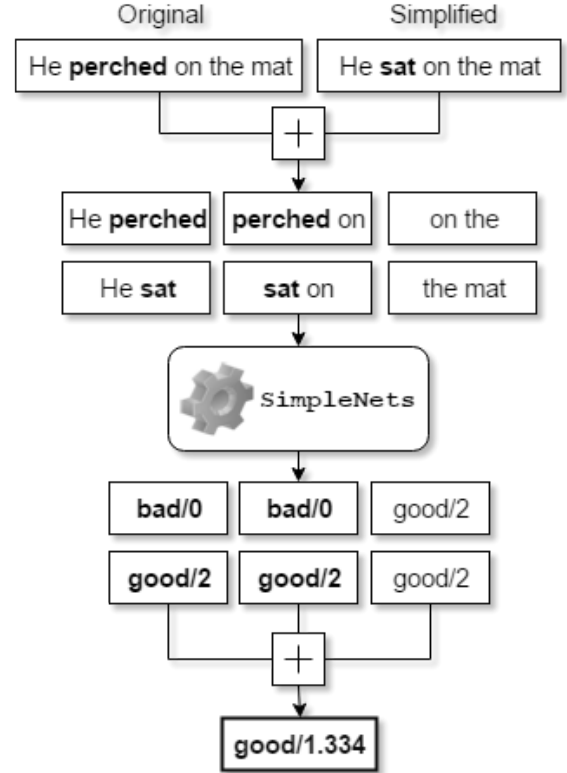 Original Simplified
He perched on the mat He sat on the mat
+
He perched perched on on the
He sat sat on the mat
SimpleNets
bad/0 bad/0 good/2
good/2 good/2 good/2
+
good/1.334